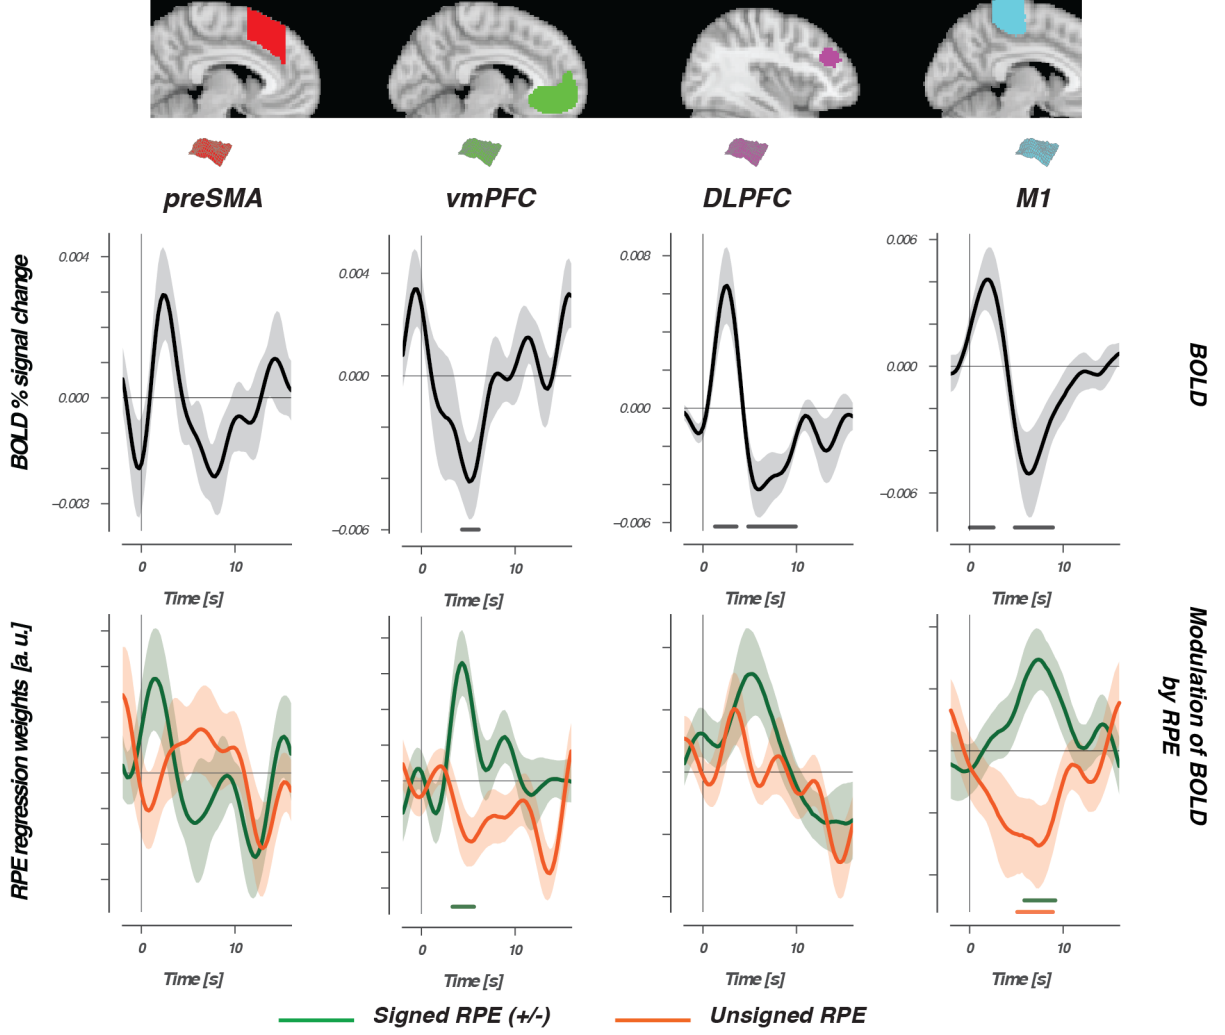 preSMA vmPFC DLPFC M1
BOLD % signal change
0.004
0.000
−0.003
0.004
0.000
−0.006
0.008
0.000
−0.006
0.006
0.000
−0.006
BOLD
0 10
0 10
0 10
0 10
Time [s] Time [s] Time [s] Time [s]
RPE regression weights [a. u.]
Modulation of BOLD
by RPE
0 10
0 10
0 10
0 10
Time [s] Time [s] Time [s] Time [s]
Signed RPE (+/-) Unsigned RPE